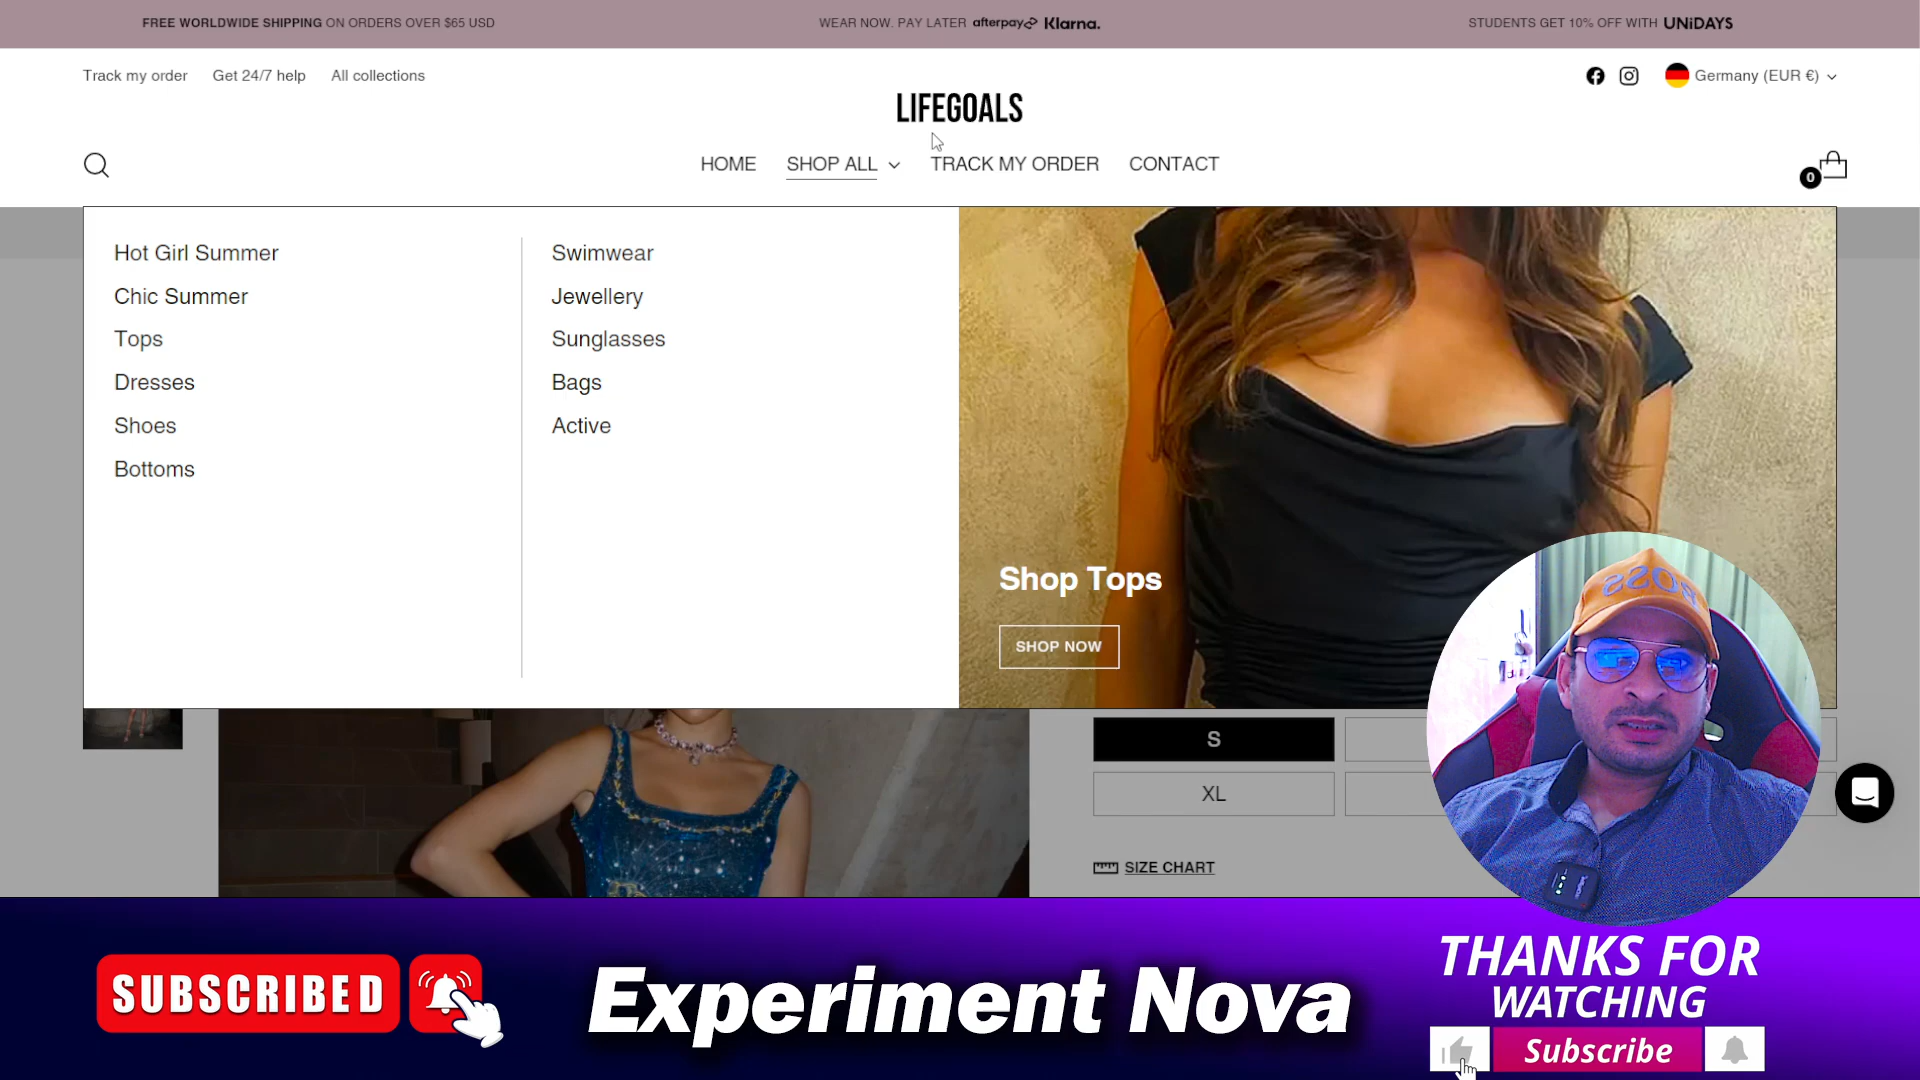 FREE WORLDWIDE SHIPPING ON ORDERS OVER $65 USD
WEAR NOW. PAY LATER afterpay Klarna.
STUDENTS GET 10% OFF WITH UNiDAYS
Track my order
Get 24/7 help
All collections
Germany (EUR €)
LIFEGOALS
HOME
SHOP ALL
TRACK MY ORDER
CONTACT
0
Hot Girl Summer
Chic Summer
Tops
Dresses
Shoes
Bottoms
Swimwear
Jewellery
Sunglasses
Bags
Active
Shop Tops
SHOP NOW
BOSS
S
XL
SIZE CHART
SUBSCRIBED
Experiment Nova
THANKS FOR
WATCHING
Subscribe